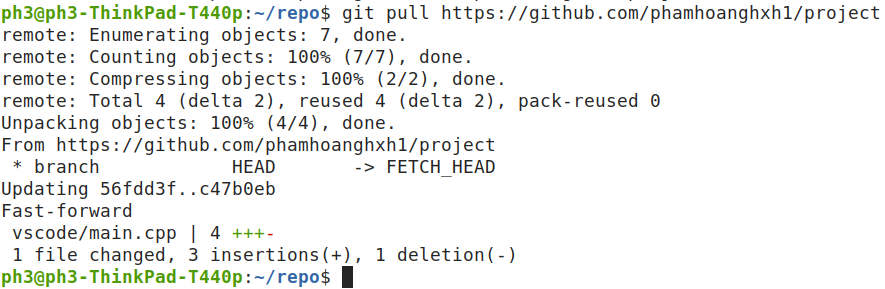 ph3@ph3-ThinkPad-T440p:~/repo$ git pull https://github.com/phamhoanghxh1/project
remote: Enumerating objects: 7, done.
remote: Counting objects: 100% (7/7), done.
remote: Compressing objects: 100% (2/2), done.
remote: Total 4 (delta 2), reused 4 (delta 2), pack-reused 0
Unpacking objects: 100% (4/4), done.
From https://github.com/phamhoanghxh1/project
 * branch            HEAD       -> FETCH_HEAD
Updating 56fdd3f..c47b0eb
Fast-forward
 vscode/main.cpp | 4 +++-
 1 file changed, 3 insertions(+), 1 deletion(-)
ph3@ph3-ThinkPad-T440p:~/repo$